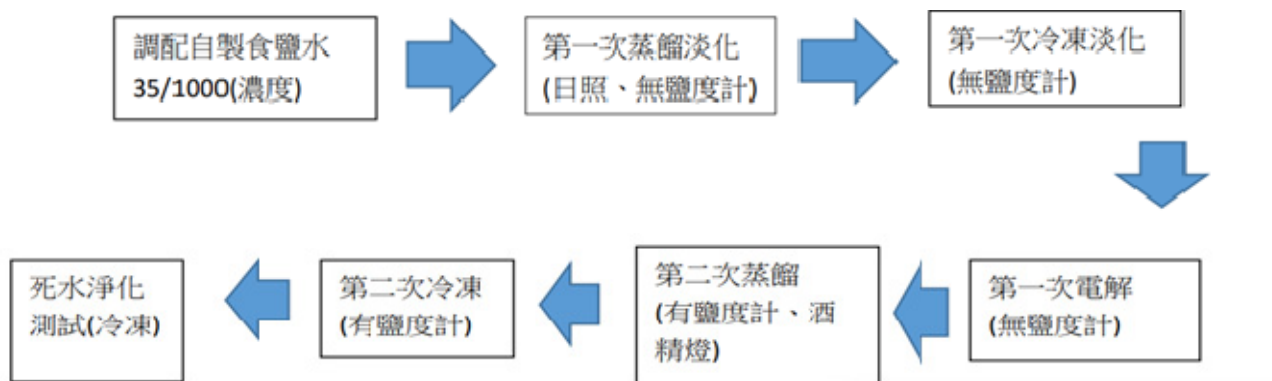 調配自製食鹽水
35/1000(濃度)
第一次蒸餾淡化
(日照、無鹽度計)
第一次冷凍淡化
(無鹽度計)
第一次電解
(無鹽度計)
第二次蒸餾
(有鹽度計、酒
精燈)
第二次冷凍
(有鹽度計)
死水淨化
測試(冷凍)